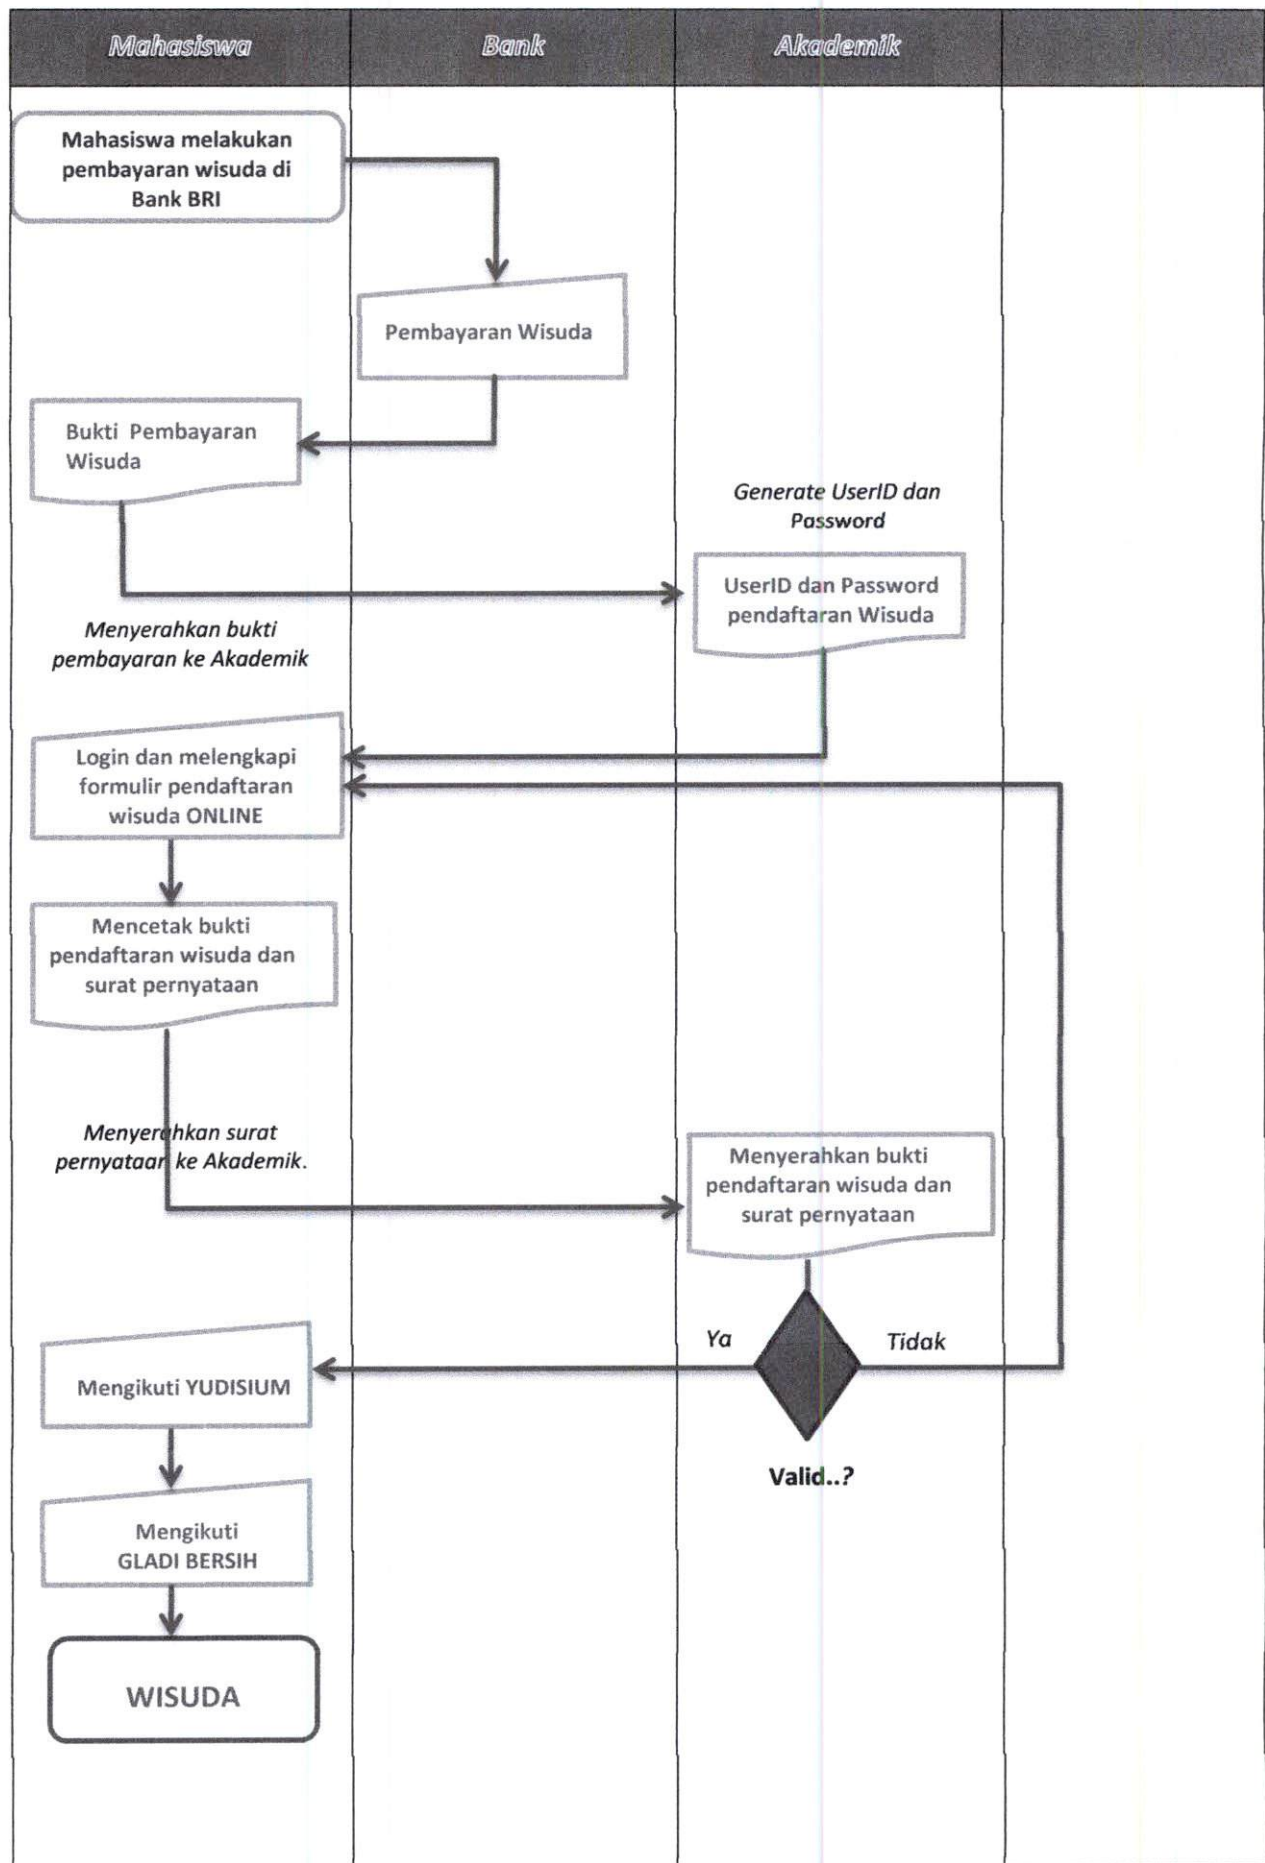 Mahasiswa
Bank
Akademik
Mahasiswa melakukan
pembayaran wisuda di
Bank BRI
Pembayaran Wisuda
Bukti Pembayaran
Wisuda
Generate UserID dan
Password
UserID dan Password
pendaftaran Wisuda
Menyerahkan bukti
pembayaran ke Akademik
Login dan melengkapi
formulir pendaftaran
wisuda ONLINE
Mencetak bukti
pendaftaran wisuda dan
surat pernyataan
Menyerahkan surat
pernyataan ke Akademik.
Menyerahkan bukti
pendaftaran wisuda dan
surat pernyataan
Ya
Tidak
Valid..?
Mengikuti YUDISIUM
Mengikuti
GLADI BERSIH
WISUDA